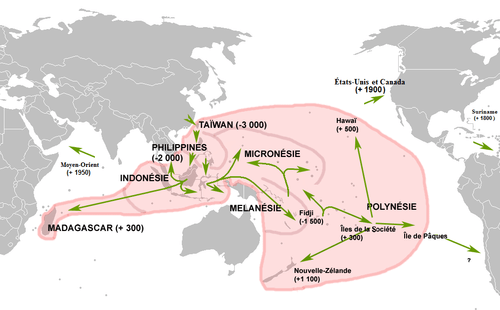 États-Unis et Canada
(+ 1900)
Suriname
(+ 1800)
TAÏWAN (-3 000)
Hawaï
(+ 500)
PHILIPPINES
(-2 000)
MICRONÉSIE
Moyen-Orient
(+ 1950)
INDONÉSIE
MELANÉSIE
Fidji
(-1 500)
POLYNÉSIE
MADAGASCAR (+ 300)
Îles de la Société
(+ 300)
Île de Pâques
?
Nouvelle-Zélande
(+1 100)